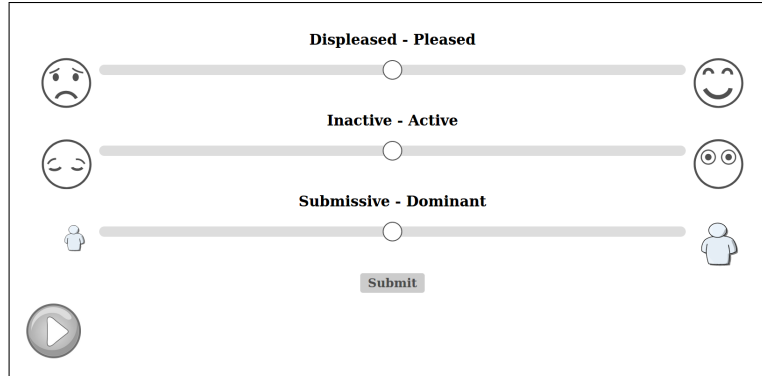 Displeased - Pleased
Inactive - Active
Submissive - Dominant
Submit